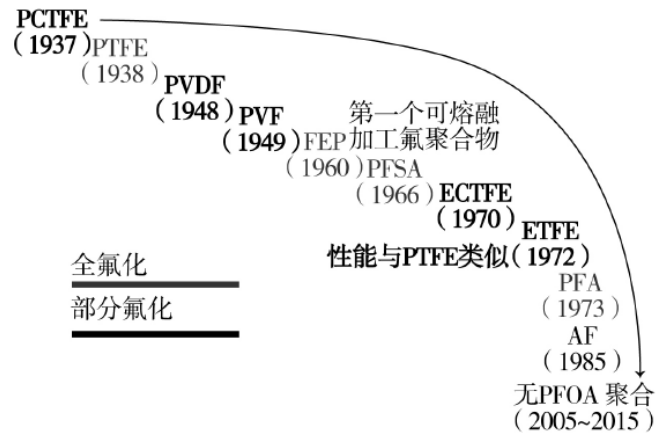 PCTFE
(1937)
PTFE
(1938)
PVDF
(1948)
PVF
(1949)
第一个可熔融
加工氟聚合物
FEP
(1960)
PFSA
(1966)
ECTFE
(1970)
ETFE
性能与PTFE类似(1972)
PFA
(1973)
AF
(1985)
无PFOA 聚合
(2005~2015)
全氟化
部分氟化